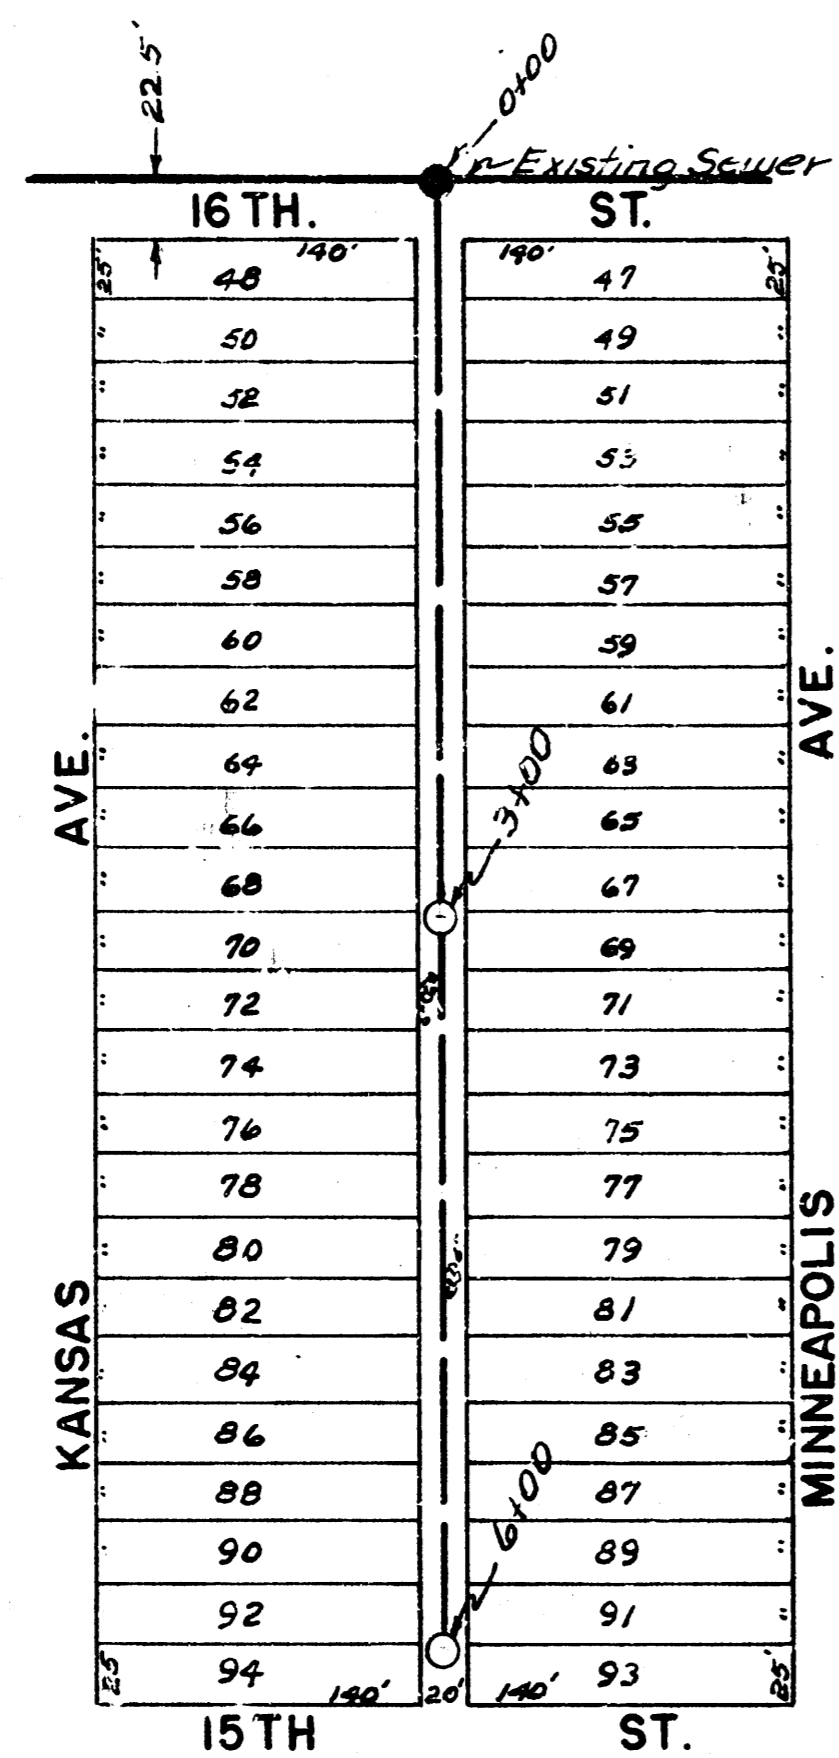 22.5'
0+00
Existing Sewer
16 TH. ST.
140' 140'
25' 48 47 25'
" 50 49 "
" 52 51 "
" 54 53 "
" 56 55 "
" 58 57 "
" 60 59 "
" 62 61 "
" 64 63 "
" 66 65 "
" 68 67 "
" 70 69 "
" 72 71 "
" 74 73 "
" 76 75 "
" 78 77 "
" 80 79 "
" 82 81 "
" 84 83 "
" 86 85 "
" 88 87 "
" 90 89 "
92 91 "
25 94 93 25'
140' 20' 140'
3+00
6+00
KANSAS AVE.
MINNEAPOLIS AVE.
15TH ST.